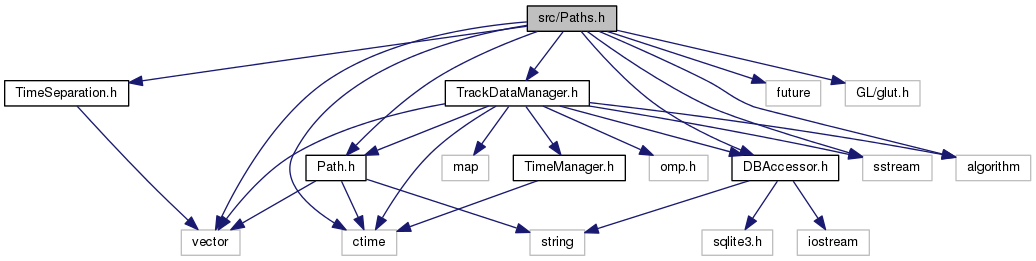 src/Paths.h
TimeSeparation.h
TrackDataManager.h
future
GL/glut.h
Path.h
map
TimeManager.h
omp.h
DBAccessor.h
sstream
algorithm
vector
ctime
string
sqlite3.h
iostream